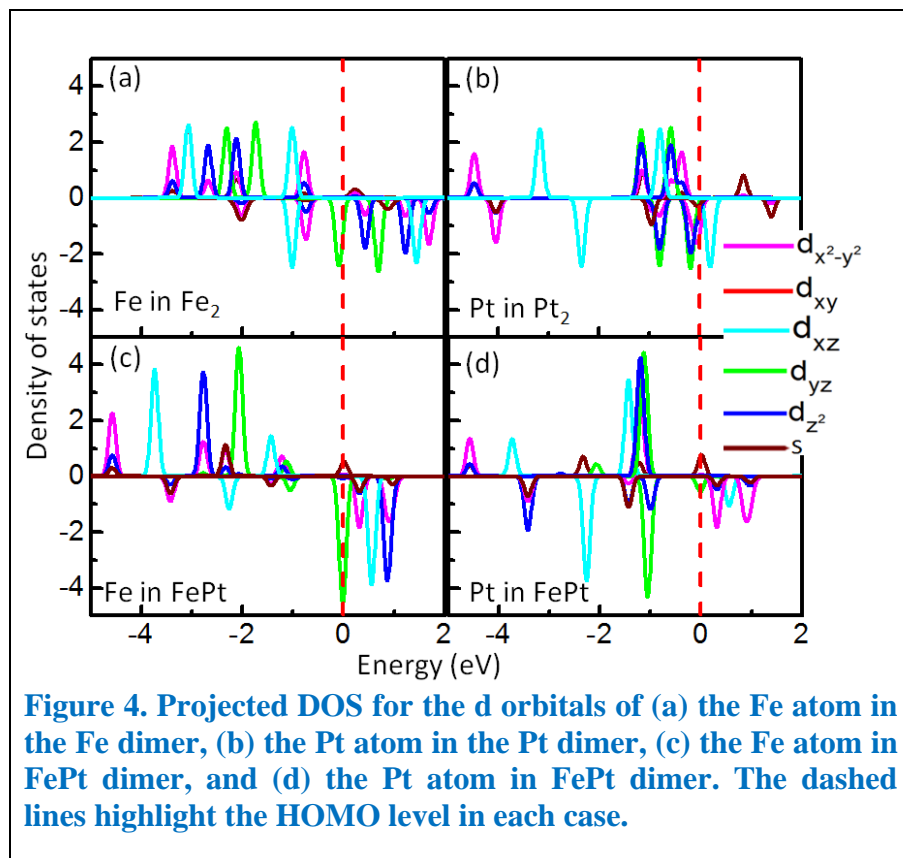 (a)
(b)
4
2
0
-2
-4
Fe in Fe₂
Pt in Pt₂
dx²-y²
dxy
dxz
dyz
dz²
s
(c)
(d)
4
2
0
-2
-4
Fe in FePt
Pt in FePt
Density of states
-4 -2 0 2 -4 -2 0 2
Energy (eV)
Figure 4. Projected DOS for the d orbitals of (a) the Fe atom in
the Fe dimer, (b) the Pt atom in the Pt dimer, (c) the Fe atom in
FePt dimer, and (d) the Pt atom in FePt dimer. The dashed
lines highlight the HOMO level in each case.